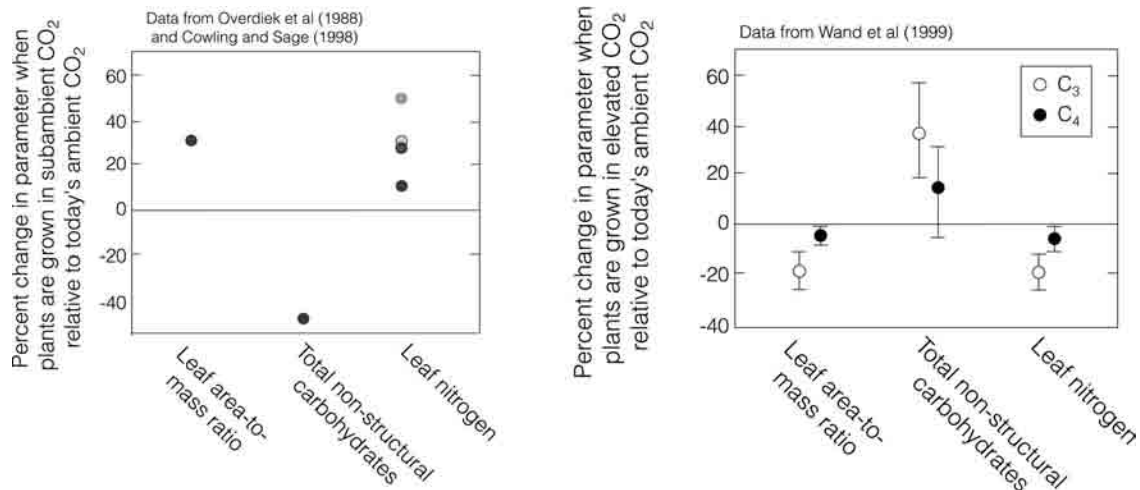 Data from Overdiek et al (1988)
and Cowling and Sage (1998)
Percent change in parameter when
plants are grown in subambient CO₂
relative to today's ambient CO₂
60
40
20
0
-20
-40
Leaf area-to-
mass ratio
Total non-structural
carbohydrates
Leaf nitrogen
Data from Wand et al (1999)
Percent change in parameter when
plants are grown in elevated CO₂
relative to today's ambient CO₂
60
40
20
0
-20
-40
C₃
C₄
Leaf area-to-
mass ratio
Total non-structural
carbohydrates
Leaf nitrogen